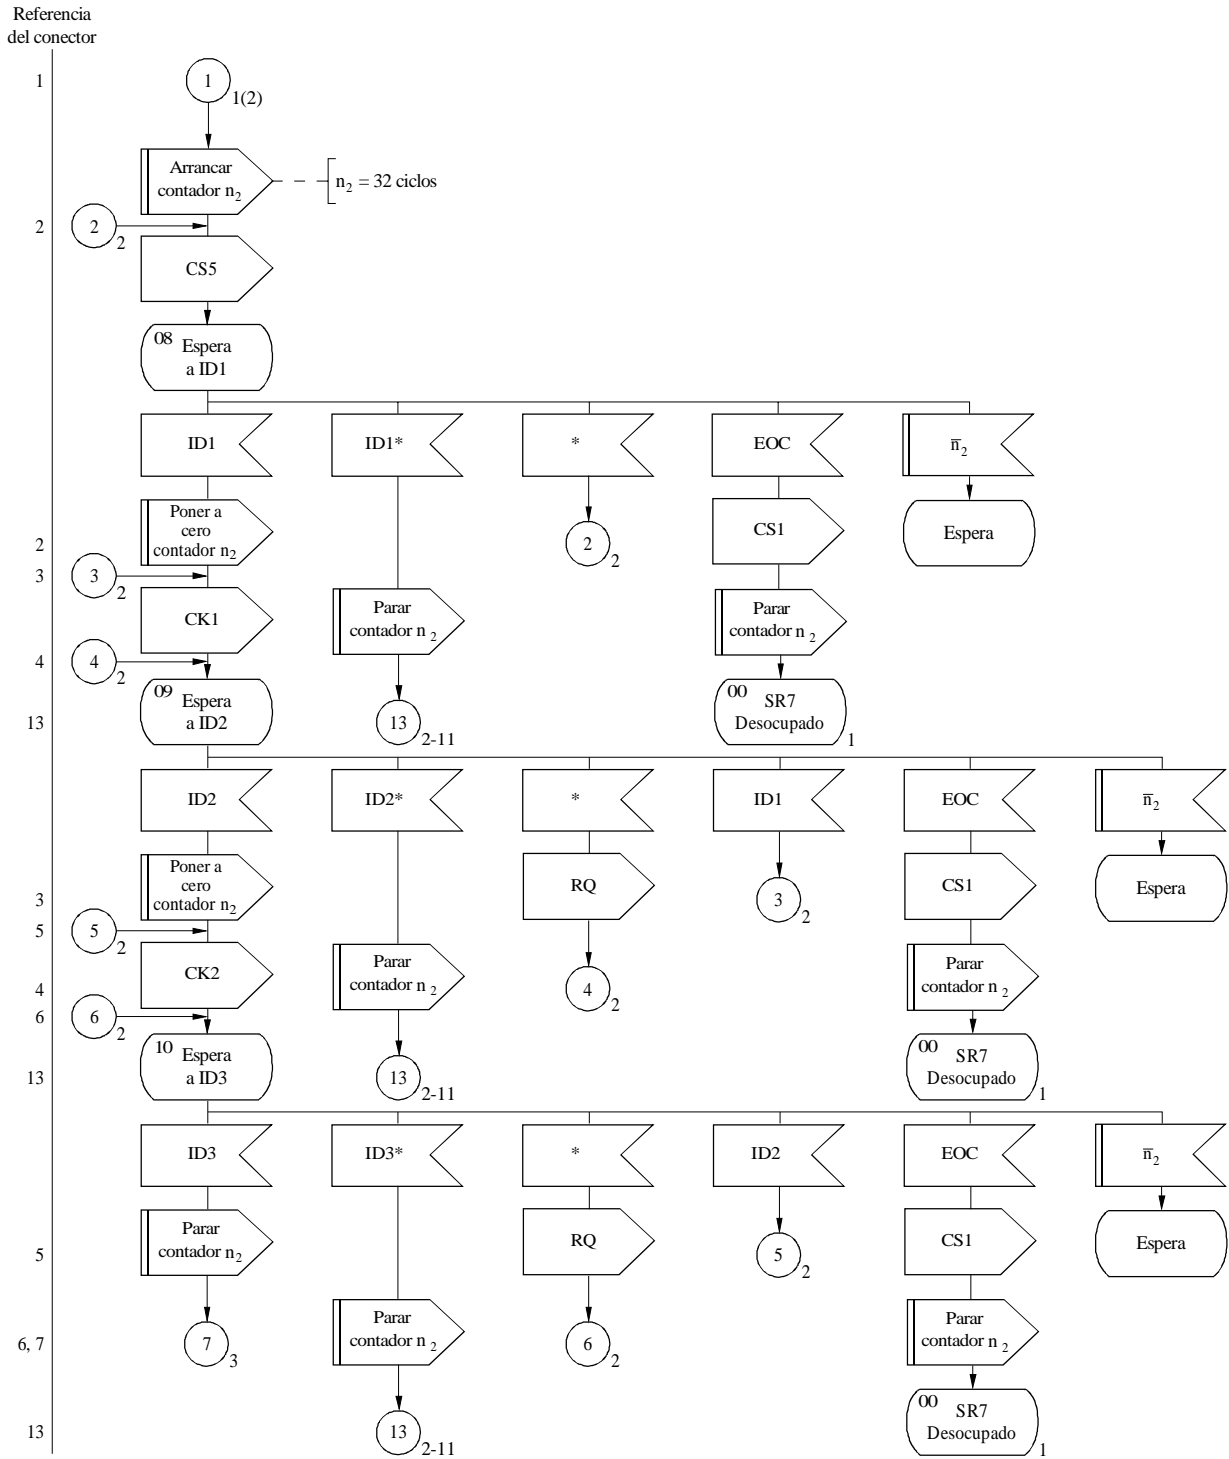 Referencia
del conector
1
1
1(2)
Arrancar
contador n2
n2 = 32 ciclos
2
2
2
CS5
08 Espera
a ID1
ID1
ID1*
*
EOC
n̅2
Poner a
cero
contador n2
2
2
2
CS1
Espera
3
3
2
CK1
Parar
contador n2
Parar
contador n2
4
4
2
09 Espera
a ID2
13
13
2-11
00 SR7
Desocupado
1
ID2
ID2*
*
ID1
EOC
n̅2
Poner a
cero
contador n2
3
RQ
3
2
CS1
Espera
5
5
2
CK2
4
Parar
contador n2
4
2
Parar
contador n2
6
6
2
10 Espera
a ID3
13
13
2-11
00 SR7
Desocupado
1
ID3
ID3*
*
ID2
EOC
n̅2
Parar
contador n2
5
RQ
5
2
CS1
Espera
6, 7
7
3
Parar
contador n2
6
2
Parar
contador n2
13
13
2-11
00 SR7
Desocupado
1